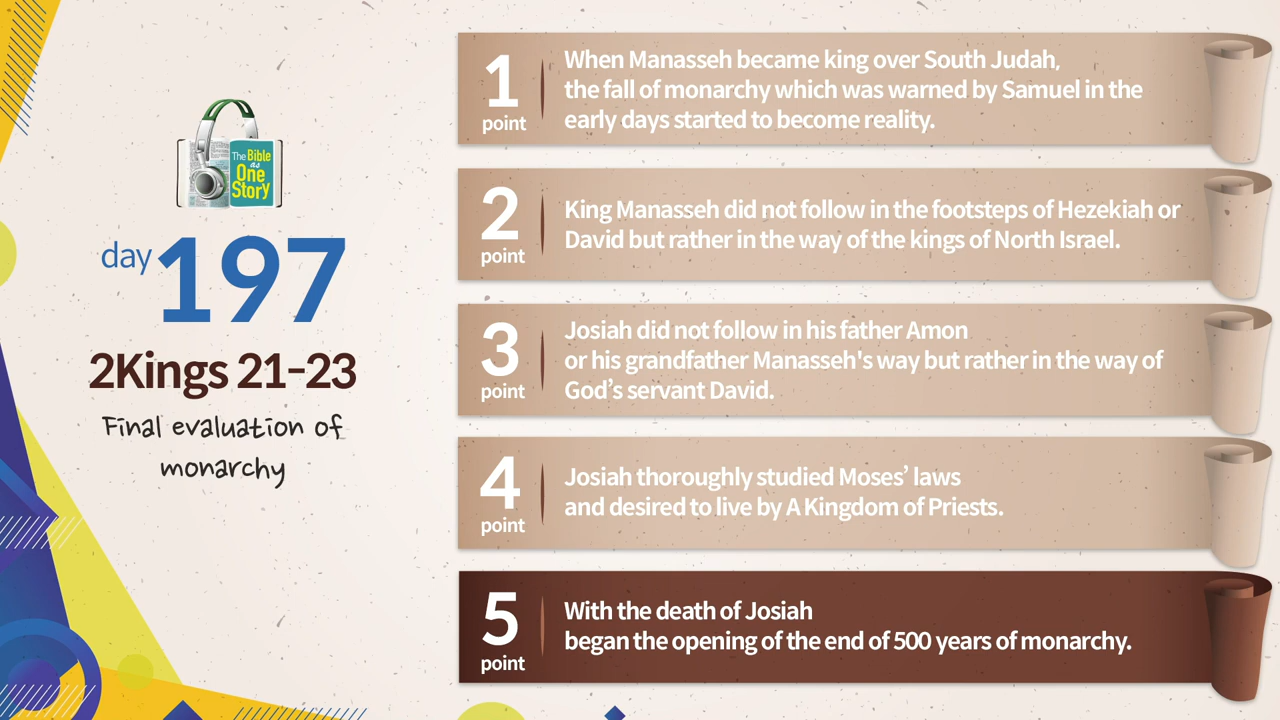 The Bible
as
One
Story
day 197
2Kings 21-23
Final evaluation of
monarchy
1
point
When Manasseh became king over South Judah,
the fall of monarchy which was warned by Samuel in the
early days started to become reality.
2
point
King Manasseh did not follow in the footsteps of Hezekiah or
David but rather in the way of the kings of North Israel.
3
point
Josiah did not follow in his father Amon
or his grandfather Manasseh's way but rather in the way of
God’s servant David.
4
point
Josiah thoroughly studied Moses’ laws
and desired to live by A Kingdom of Priests.
5
point
With the death of Josiah
began the opening of the end of 500 years of monarchy.